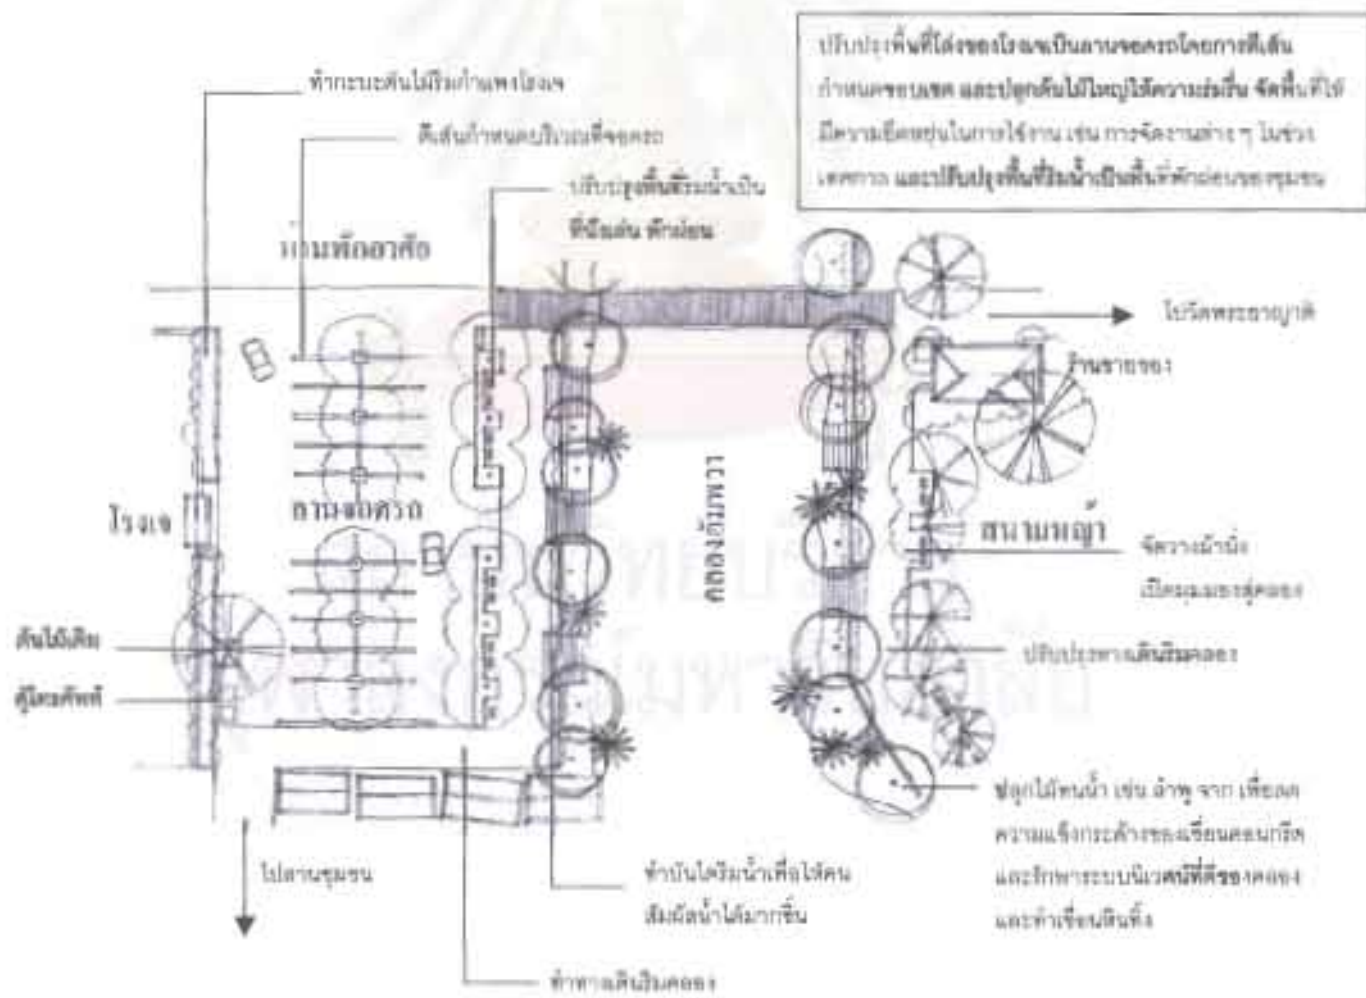 ปรับปรุงพื้นที่โล่งของโรงเจเป็นลานจอดรถโดยการตีเส้น
กำหนดขอบเขต และปลูกต้นไม้ใหญ่ให้ความร่มรื่น จัดพื้นที่ให้
มีความยืดหยุ่นในการใช้งาน เช่น การจัดงานต่าง ๆ ในช่วง
เทศกาล และปรับปรุงพื้นที่ริมน้ำเป็นพื้นที่พักผ่อนของชุมชน
ทำกระบะต้นไม้ริมกำแพงโรงเจ
ตีเส้นกำหนดบริเวณที่จอดรถ
ปรับปรุงพื้นที่ริมน้ำเป็น
ที่นั่งเล่น พักผ่อน
บ้านพักอาศัย
ไปวัดพระยาญาติ
ร้านขายของ
คลองอัมพวา
โรงเจ
ลานจอดรถ
สนามหญ้า
จัดวางม้านั่ง
เปิดมุมมองสู่คลอง
ต้นไม้เดิม
ปรับปรุงทางเดินริมคลอง
ตู้โทรศัพท์
ปลูกไม้ทนน้ำ เช่น ลำพู จาก เพื่อลด
ความแข็งกระด้างของเขื่อนคอนกรีต
และรักษาระบบนิเวศน์ที่ดีของคลอง
และทำเขื่อนหินทิ้ง
ไปลานชุมชน
ทำบันไดริมน้ำเพื่อให้คน
สัมผัสน้ำได้มากขึ้น
ทำทางเดินริมคลอง